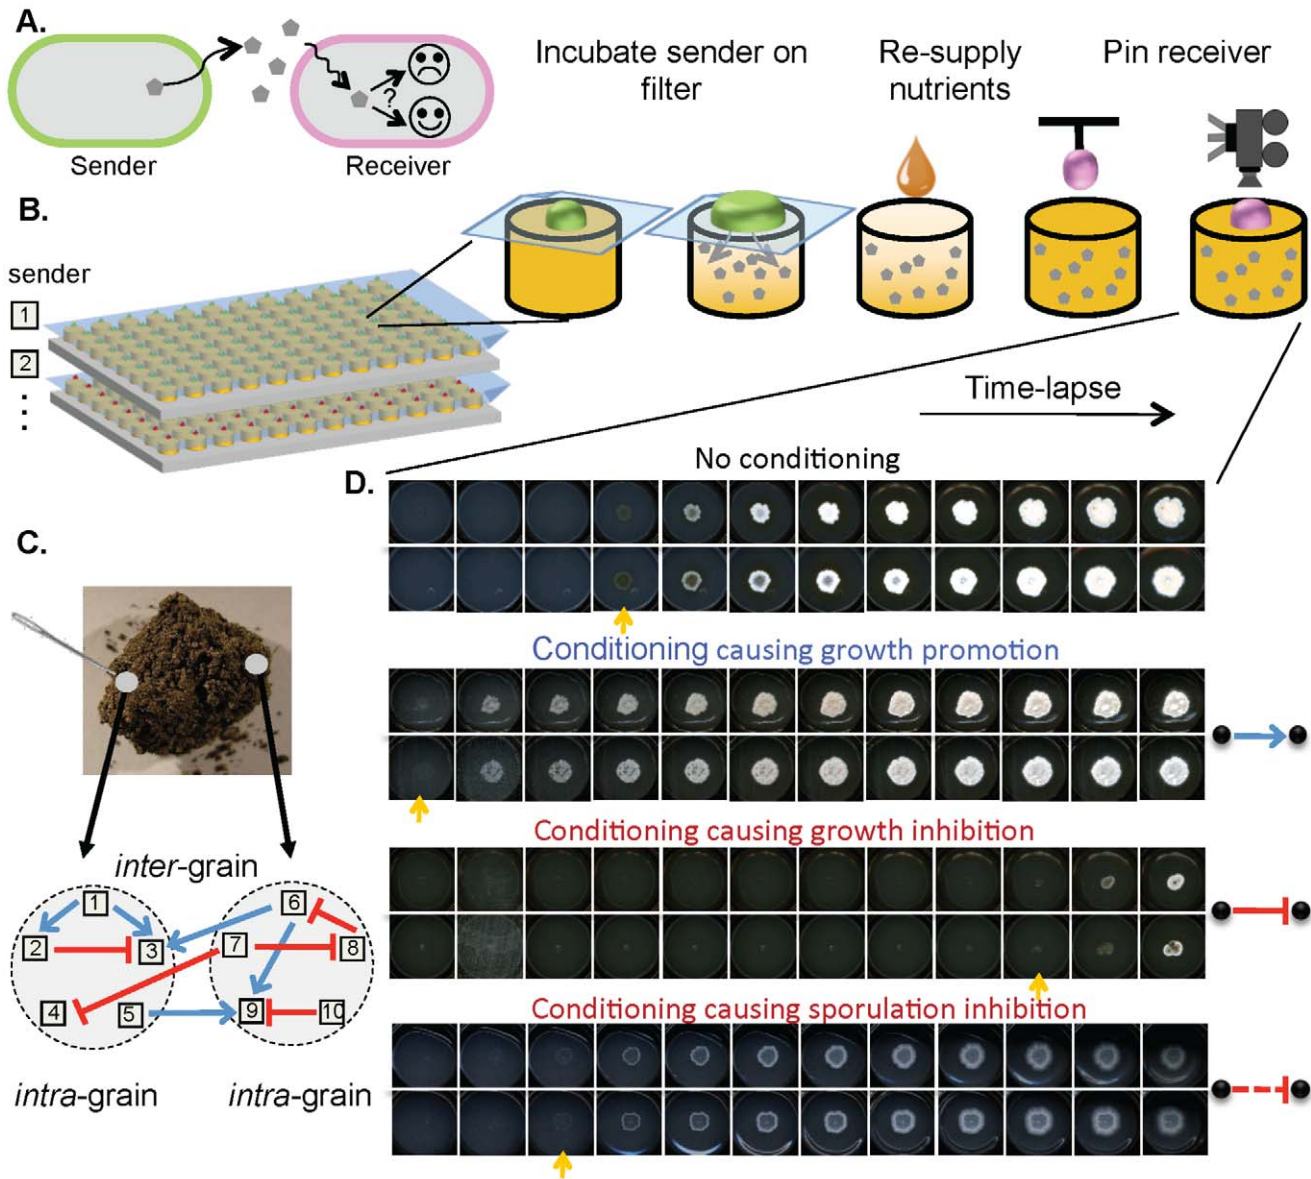 A.
Sender
?
Receiver
Incubate sender on
filter
Re-supply
nutrients
Pin receiver
B.
sender
1
2
Time-lapse
D.
No conditioning
C.
Conditioning causing growth promotion
Conditioning causing growth inhibition
Conditioning causing sporulation inhibition
inter-grain
1
6
2
3
7
8
4
5
9
10
intra-grain
intra-grain